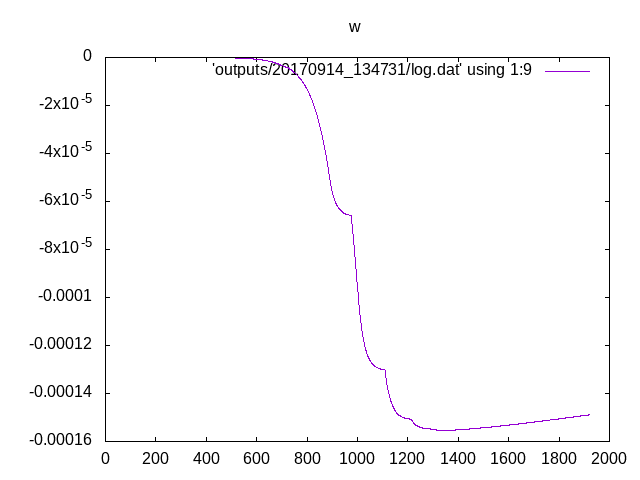 w
'outputs/20170914_134731/log.dat' using 1:9
0
-2x10-5
-4x10-5
-6x10-5
-8x10-5
-0.0001
-0.00012
-0.00014
-0.00016
0 200 400 600 800 1000 1200 1400 1600 1800 2000